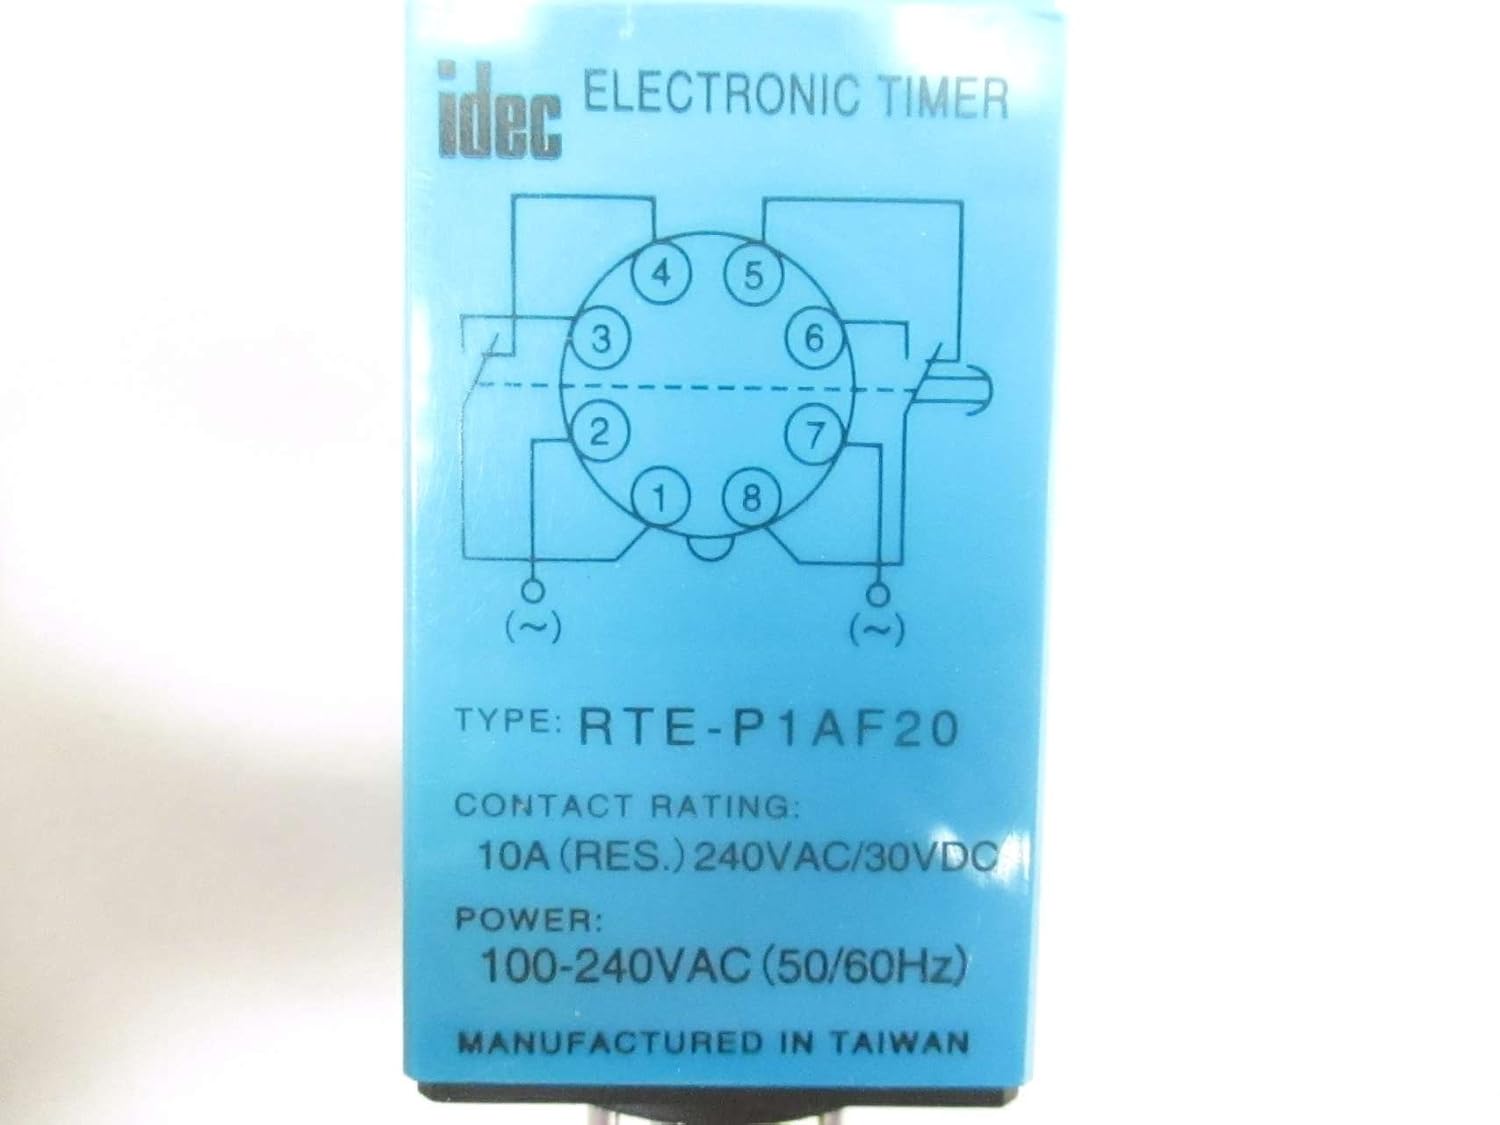 idec ELECTRONIC TIMER
4 5
3 6
2 7
1 8
(~) (~)
TYPE: RTE-P1AF20
CONTACT RATING:
10A (RES.) 240VAC/30VDC
POWER:
100-240VAC (50/60Hz)
MANUFACTURED IN TAIWAN